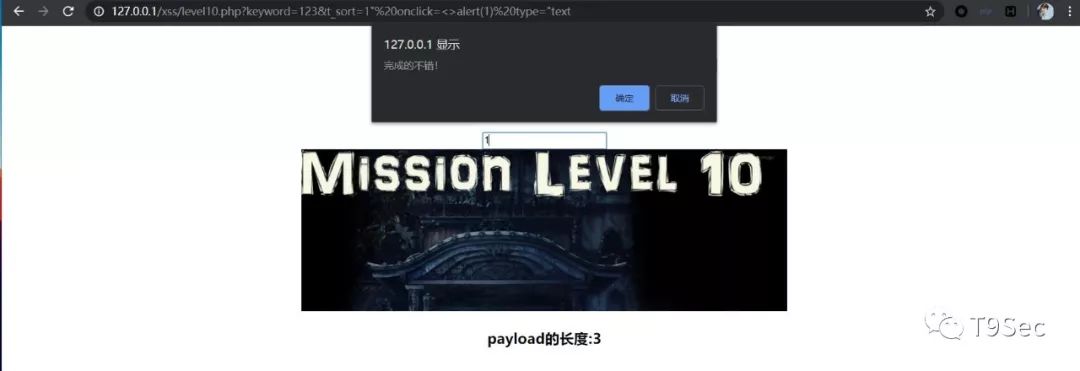 127.0.0.1/xss/level10.php?keyword=123&t_sort=1"%20onclick=<>alert(1)%20type="text
127.0.0.1 显示
完成的不错！
确定 取消
1
MISSION LEVEL 10
payload的长度:3
T9Sec